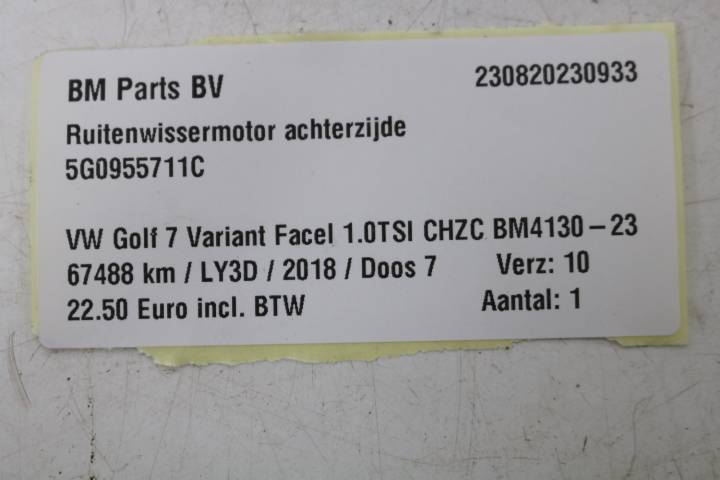 BM Parts BV 230820230933
Ruitenwissermotor achterzijde
5G0955711C
VW Golf 7 Variant Facel 1.0TSI CHZC BM4130-23
67488 km / LY3D / 2018 / Doos 7 Verz: 10
22.50 Euro incl. BTW Aantal: 1